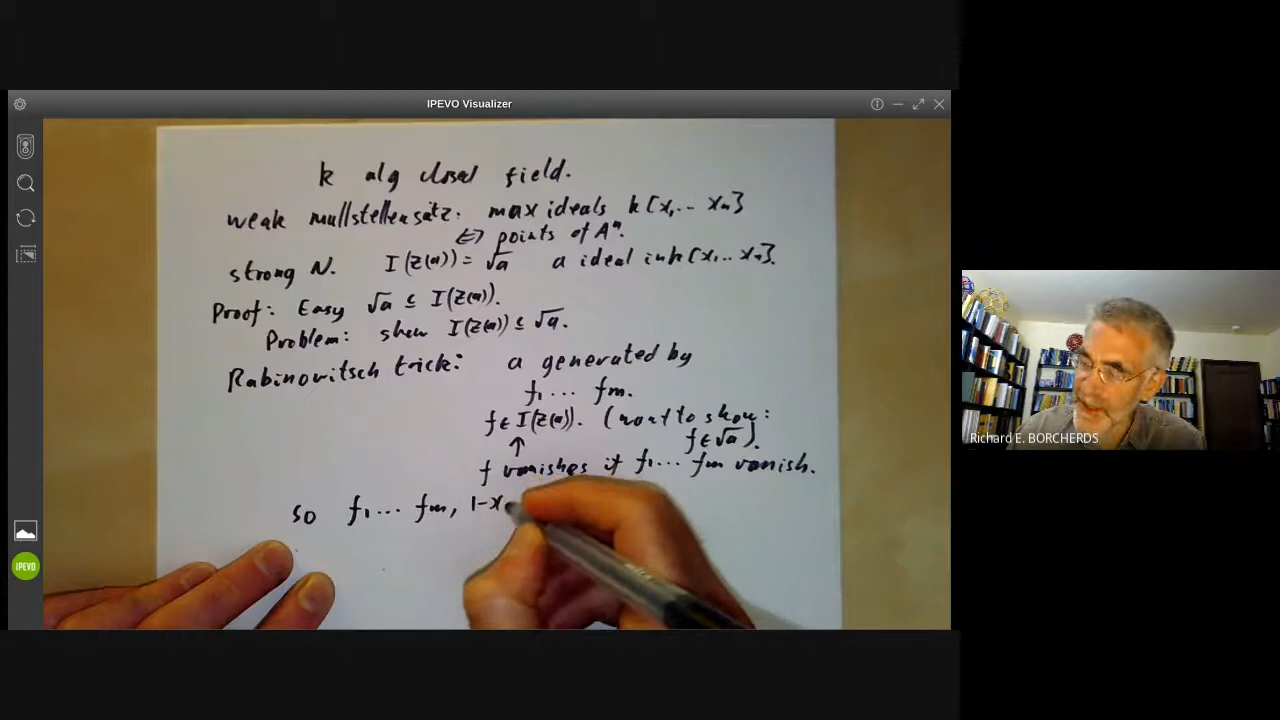 IPEVO Visualizer
k alg closed field.
weak nullstellensatz: max ideals k[x,... xn]
⇔ points of Aⁿ.
strong N. I(Z(a)) = √a a ideal in k[x,.. xn].
Proof: Easy √a ⊆ I(Z(a)).
Problem: show I(Z(a)) ⊆ √a.
Rabinowitsch trick: a generated by
f₁ ... fm.
f ∈ I(Z(a)). (want to show:
f ∈ √a).
↑
f vanishes if f₁... fm vanish.
so f₁... fm, 1-x
Richard E. BORCHERDS
IPEVO